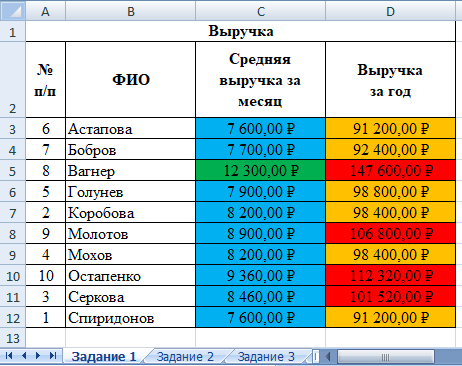 A B C D
1 Выручка
2 № п/п ФИО Средняя выручка за месяц Выручка за год
3 6 Астапова 7 600,00 ₽ 91 200,00 ₽
4 7 Бобров 7 700,00 ₽ 92 400,00 ₽
5 8 Вагнер 12 300,00 ₽ 147 600,00 ₽
6 5 Голунев 7 900,00 ₽ 98 800,00 ₽
7 2 Коробова 8 200,00 ₽ 98 400,00 ₽
8 9 Молотов 8 900,00 ₽ 106 800,00 ₽
9 4 Мохов 8 200,00 ₽ 98 400,00 ₽
10 10 Остапенко 9 360,00 ₽ 112 320,00 ₽
11 3 Серкова 8 460,00 ₽ 101 520,00 ₽
12 1 Спиридонов 7 600,00 ₽ 91 200,00 ₽
13
Задание 1 Задание 2 Задание 3